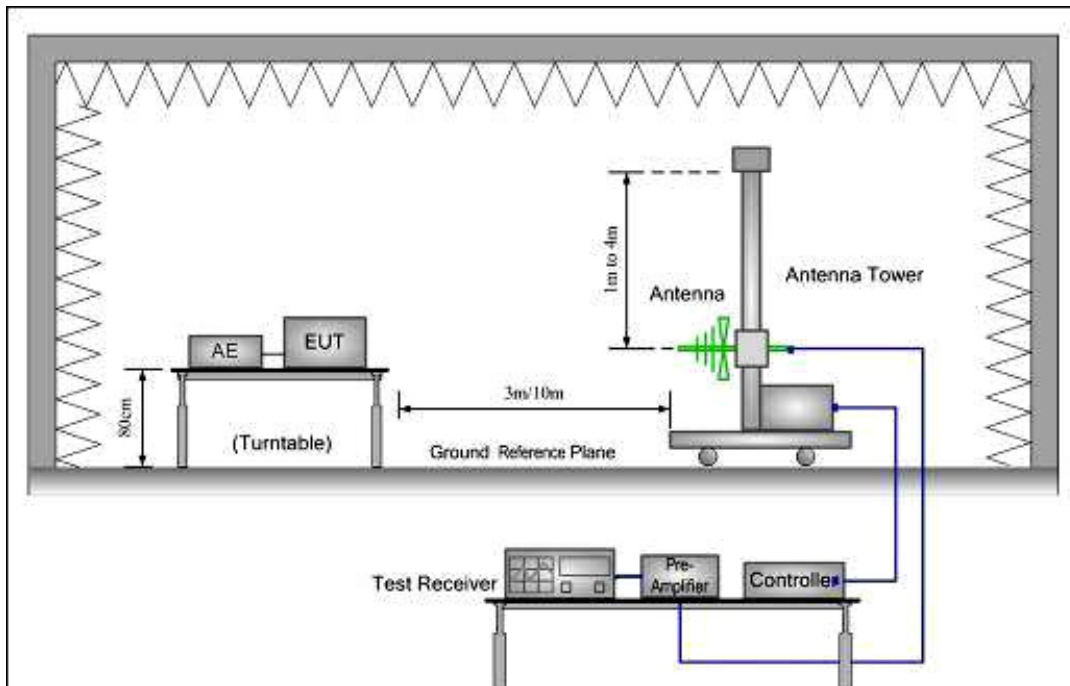 1m to 4m
Antenna Tower
Antenna
AE
EUT
3m/10m
80cm
(Turntable)
Ground Reference Plane
Test Receiver
Pre-
Amplifier
Controller